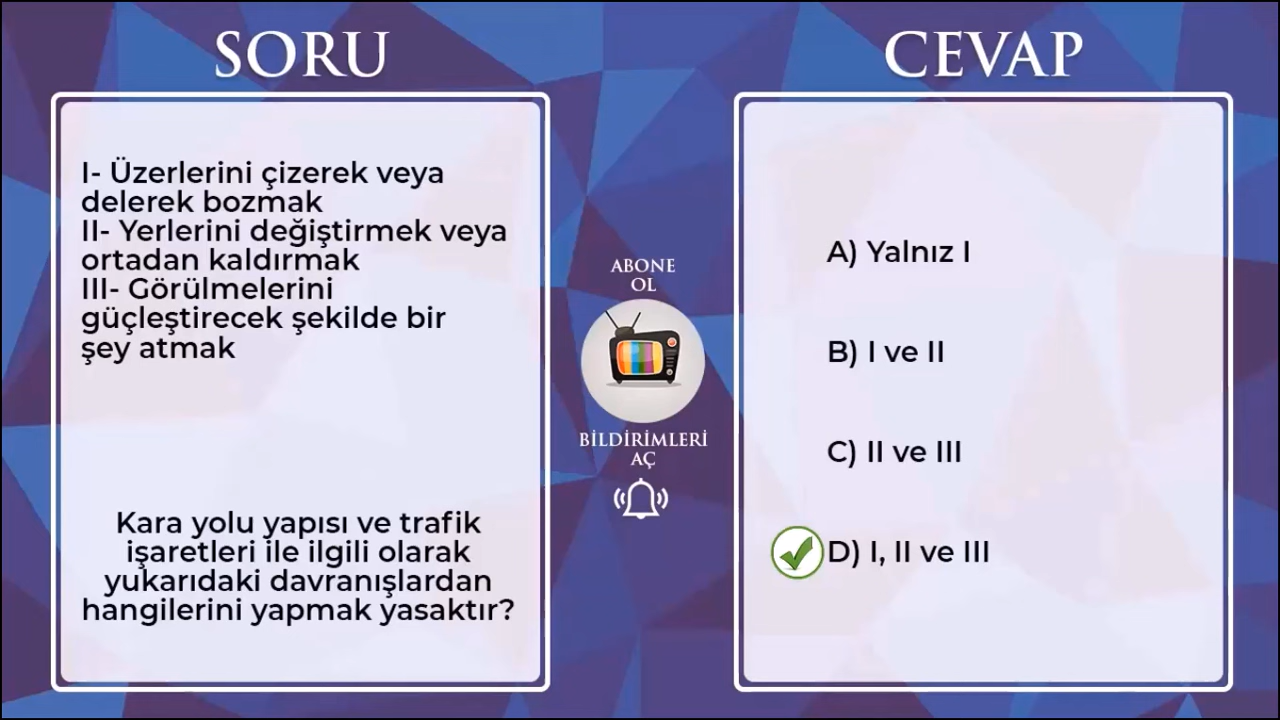 SORU
I- Üzerlerini çizerek veya
delerek bozmak
II- Yerlerini değiştirmek veya
ortadan kaldırmak
III- Görülmelerini
güçleştirecek şekilde bir
şey atmak
Kara yolu yapısı ve trafik
işaretleri ile ilgili olarak
yukarıdaki davranışlardan
hangilerini yapmak yasaktır?
ABONE
OL
BİLDİRİMLERİ
AÇ
CEVAP
A) Yalnız I
B) I ve II
C) II ve III
D) I, II ve III